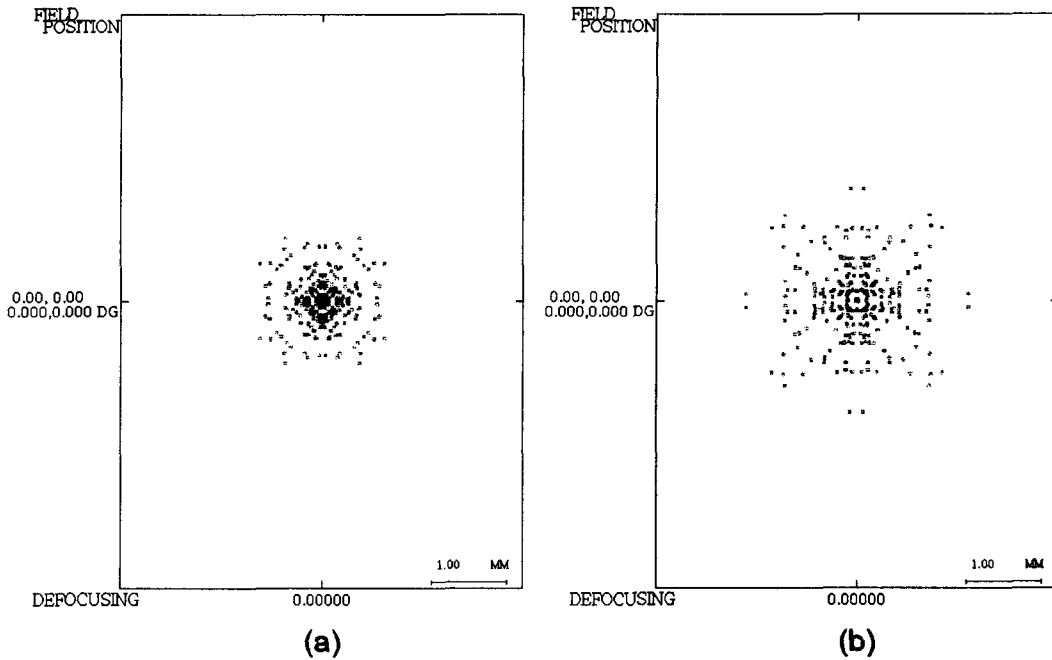 FIELD
POSITION
0.00, 0.00
0.000,0.000 DG
1.00 MM
DEFOCUSING
0.00000
(a)
FIELD
POSITION
0.00, 0.00
0.000,0.000 DG
1.00 MM
DEFOCUSING
0.00000
(b)